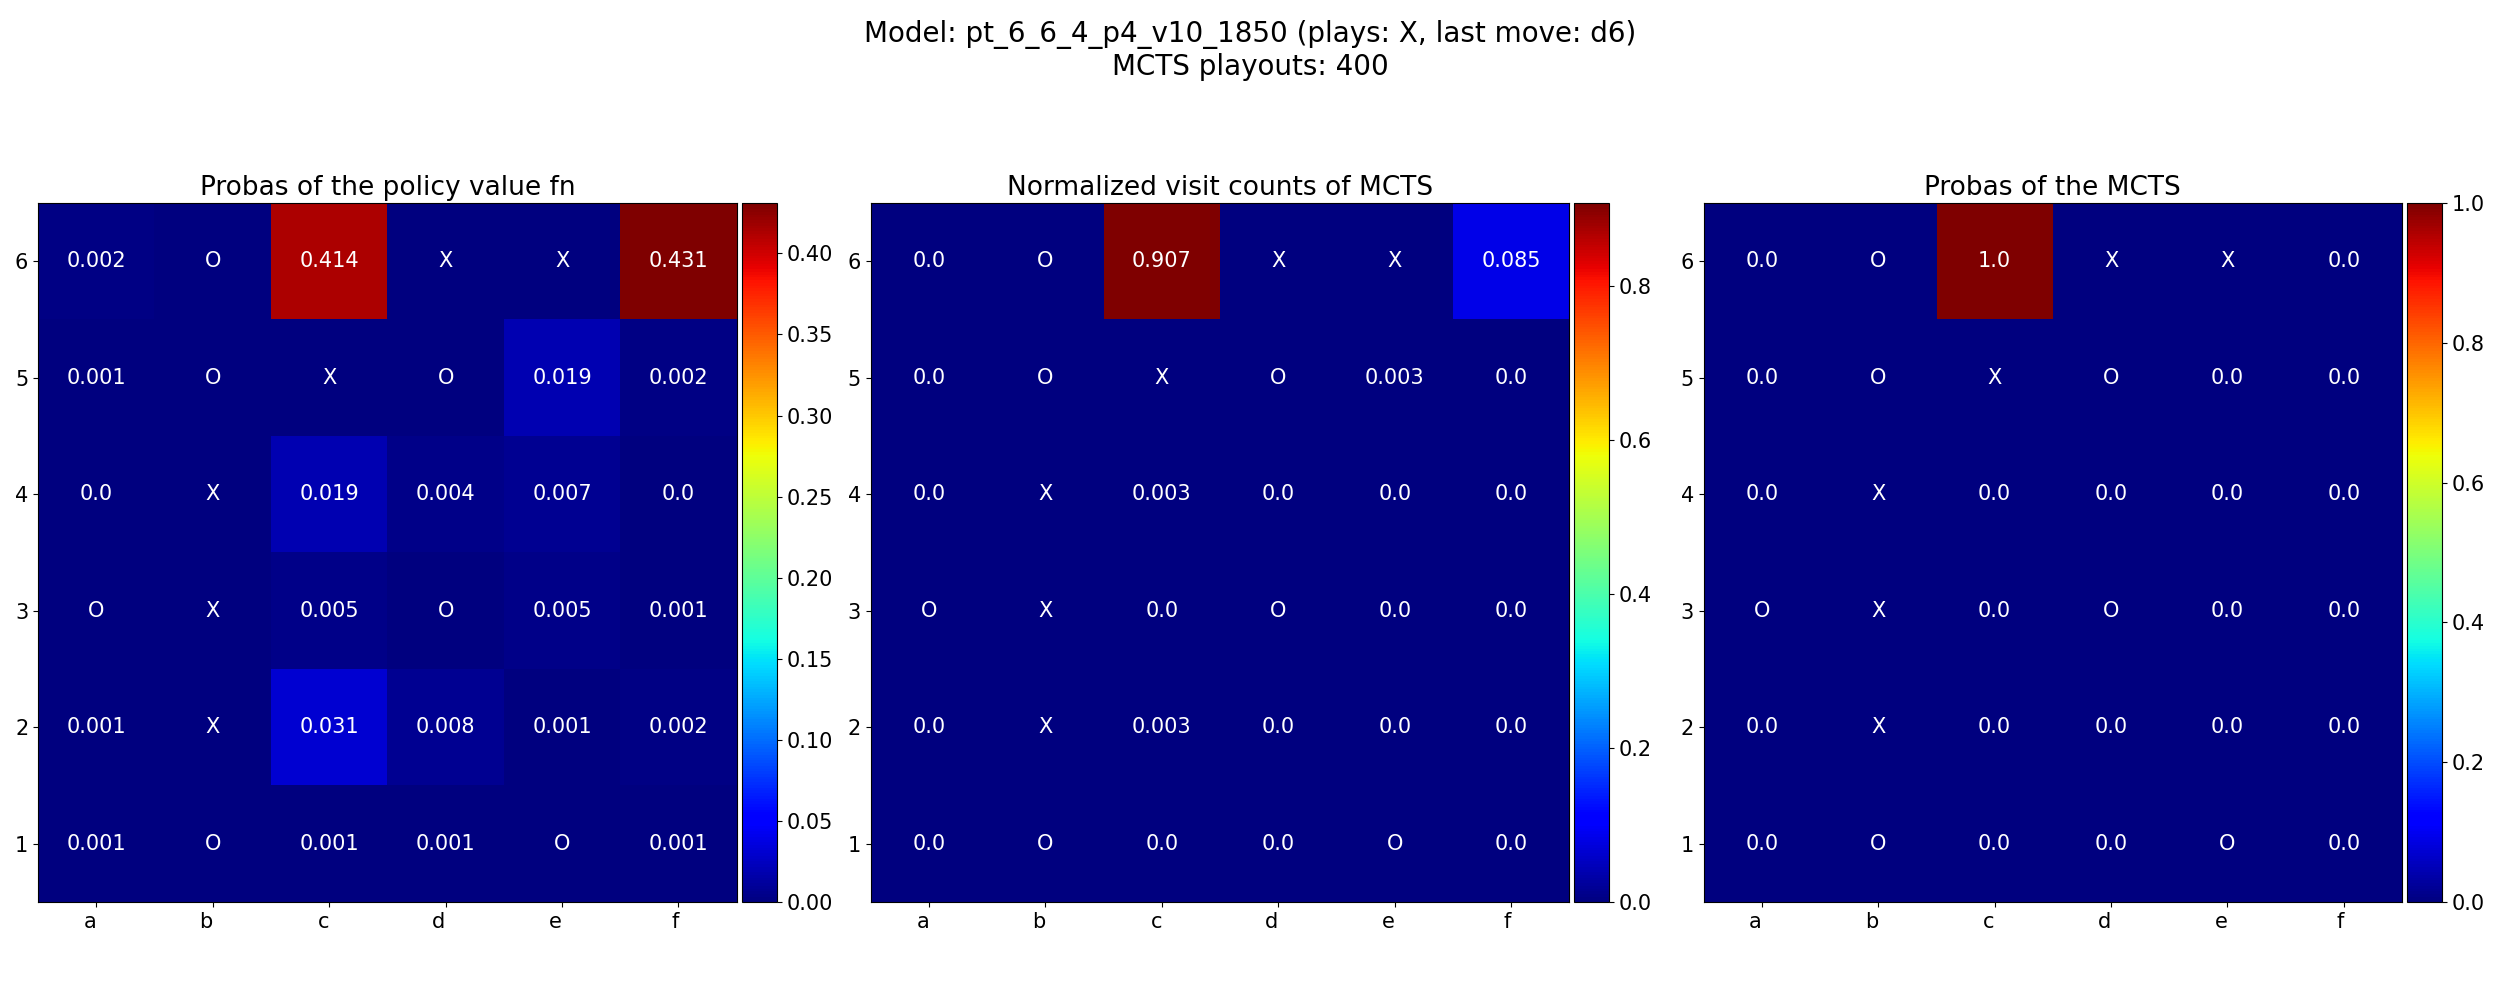 Model: pt_6_6_4_p4_v10_1850 (plays: X, last move: d6)
MCTS playouts: 400
Probas of the policy value fn
6 0.002 O 0.414 X X 0.431
5 0.001 O X O 0.019 0.002
4 0.0 X 0.019 0.004 0.007 0.0
3 O X 0.005 O 0.005 0.001
2 0.001 X 0.031 0.008 0.001 0.002
1 0.001 O 0.001 0.001 O 0.001
a b c d e f
0.40
0.35
0.30
0.25
0.20
0.15
0.10
0.05
0.00
Normalized visit counts of MCTS
6 0.0 O 0.907 X X 0.085
5 0.0 O X O 0.003 0.0
4 0.0 X 0.003 0.0 0.0 0.0
3 O X 0.0 O 0.0 0.0
2 0.0 X 0.003 0.0 0.0 0.0
1 0.0 O 0.0 0.0 O 0.0
a b c d e f
0.8
0.6
0.4
0.2
0.0
Probas of the MCTS
6 0.0 O 1.0 X X 0.0
5 0.0 O X O 0.0 0.0
4 0.0 X 0.0 0.0 0.0 0.0
3 O X 0.0 O 0.0 0.0
2 0.0 X 0.0 0.0 0.0 0.0
1 0.0 O 0.0 0.0 O 0.0
a b c d e f
1.0
0.8
0.6
0.4
0.2
0.0